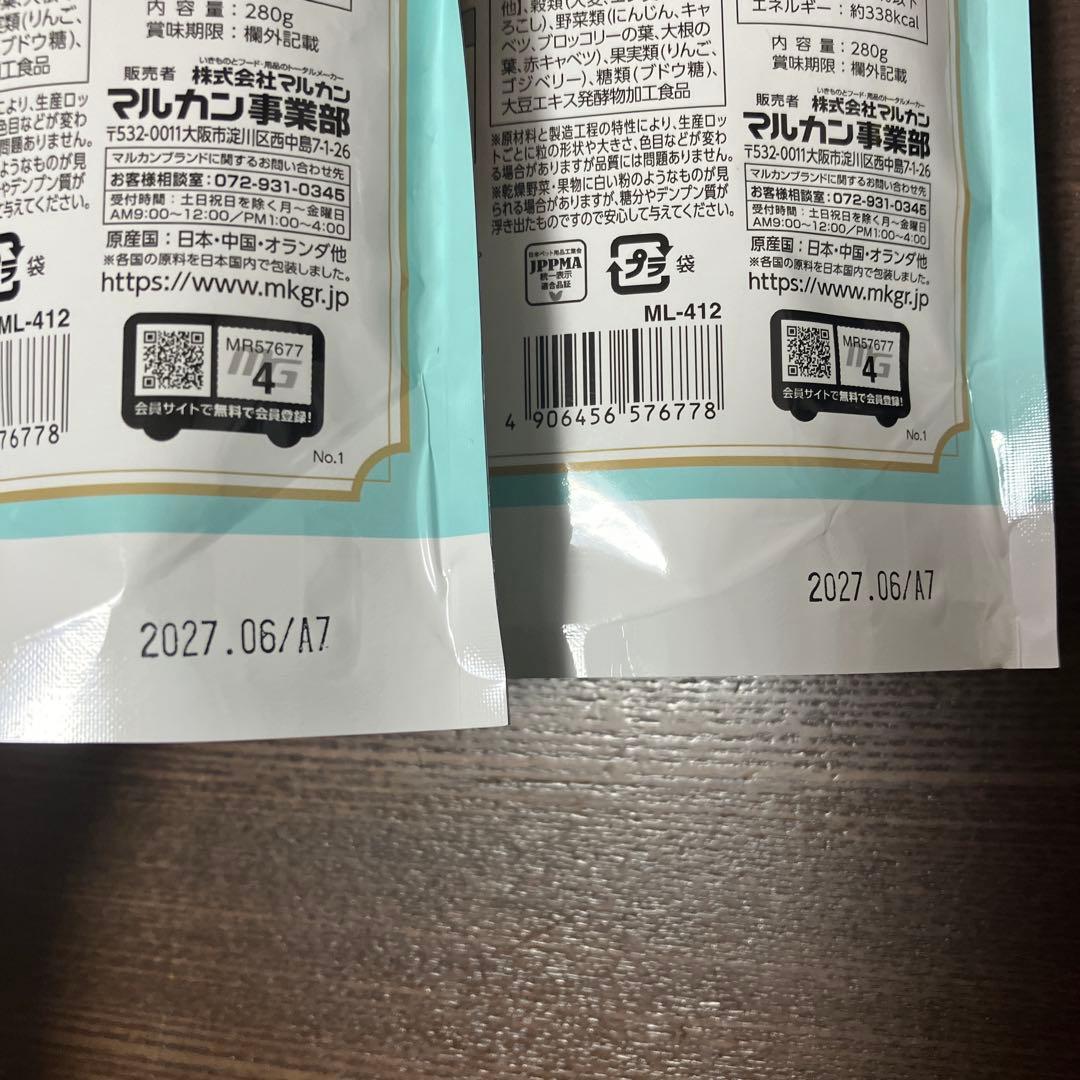 内 容 量:280g
賞味期限:欄外記載
いきものとフード・用品のトータルメーカー
販売者 株式会社マルカン
マルカン事業部
〒532-0011大阪市淀川区西中島7-1-26
マルカンブランドに関するお問い合わせ先
お客様相談室:072-931-0345
受付時間:土日祝日を除く月〜金曜日
AM9:00〜12:00/PM1:00〜4:00
原産国:日本・中国・オランダ他
※各国の原料を日本国内で包装しました。
https://www.mkgr.jp
ML-412
MR57677
MG
4
会員サイトで無料で会員登録!
76778
No.1
2027.06/A7
ろこし)、野菜類(にんじん、キャ
ベツ、ブロッコリーの葉、大根の
葉、赤キャベツ)、果実類(りんご、
ゴジベリー)、糖類(ブドウ糖)、
大豆エキス発酵物加工食品
※原材料と製造工程の特性により、生産ロッ
トごとに粒の形状や大きさ、色目などが変わ
る場合がありますが品質には問題ありません。
※乾燥野菜・果物に白い粉のようなものが見
られる場合がありますが、糖分やデンプン質が
浮き出たものですので安心して与えてください。
日本ペット用品工業会
JPPMA
統一表示
適合品証
プラ
袋
ML-412
4 906456 576778
エネルギー:約338kcal
内 容 量:280g
賞味期限:欄外記載
いきものとフード・用品のトータルメーカー
販売者 株式会社マルカン
マルカン事業部
〒532-0011大阪市淀川区西中島7-1-26
マルカンブランドに関するお問い合わせ先
お客様相談室:072-931-0345
受付時間:土日祝日を除く月〜金曜日
AM9:00〜12:00/PM1:00〜4:00
原産国:日本・中国・オランダ他
※各国の原料を日本国内で包装しました。
https://www.mkgr.jp
MR57677
MG
4
会員サイトで無料で会員登録!
No.1
2027.06/A7